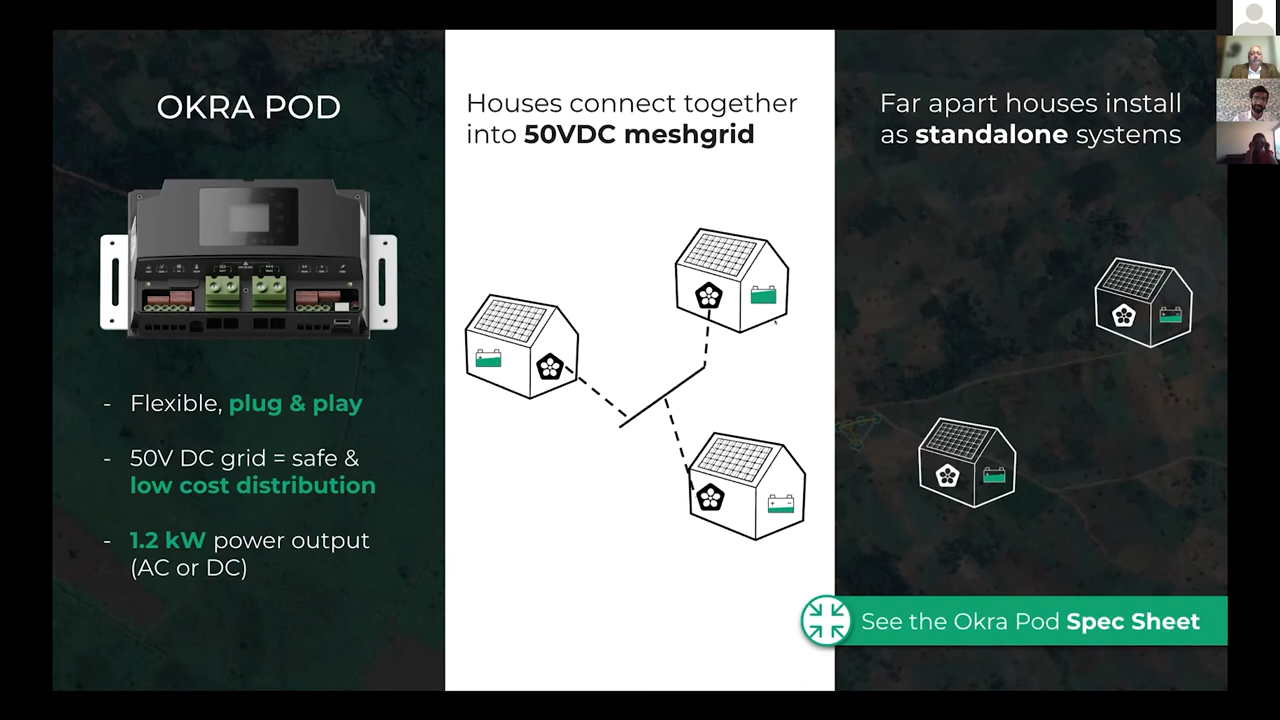 OKRA POD
- Flexible, plug & play
- 50V DC grid = safe &
low cost distribution
- 1.2 kW power output
(AC or DC)
Houses connect together
into 50VDC meshgrid
Far apart houses install
as standalone systems
See the Okra Pod Spec Sheet